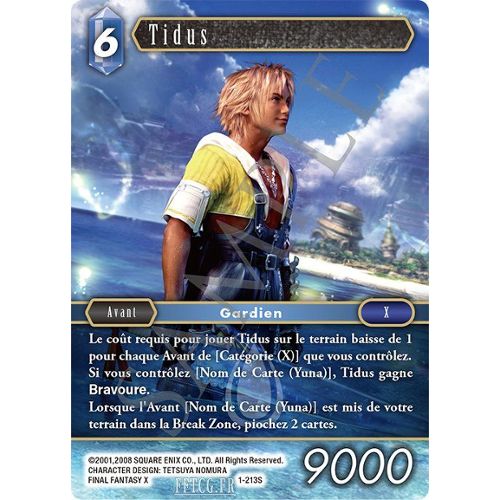 6
Tidus
SAMPLE
Avant
Gardien
X
Le coût requis pour jouer Tidus sur le terrain baisse de 1
pour chaque Avant de [Catégorie (X)] que vous contrôlez.
Si vous contrôlez [Nom de Carte (Yuna)], Tidus gagne
Bravoure.
Lorsque l'Avant [Nom de Carte (Yuna)] est mis de votre
terrain dans la Break Zone, piochez 2 cartes.
©2001,2008 SQUARE ENIX CO., LTD. All Rights Reserved.
CHARACTER DESIGN: TETSUYA NOMURA
FINAL FANTASY X
FFTCG.FR
1-213S
9000